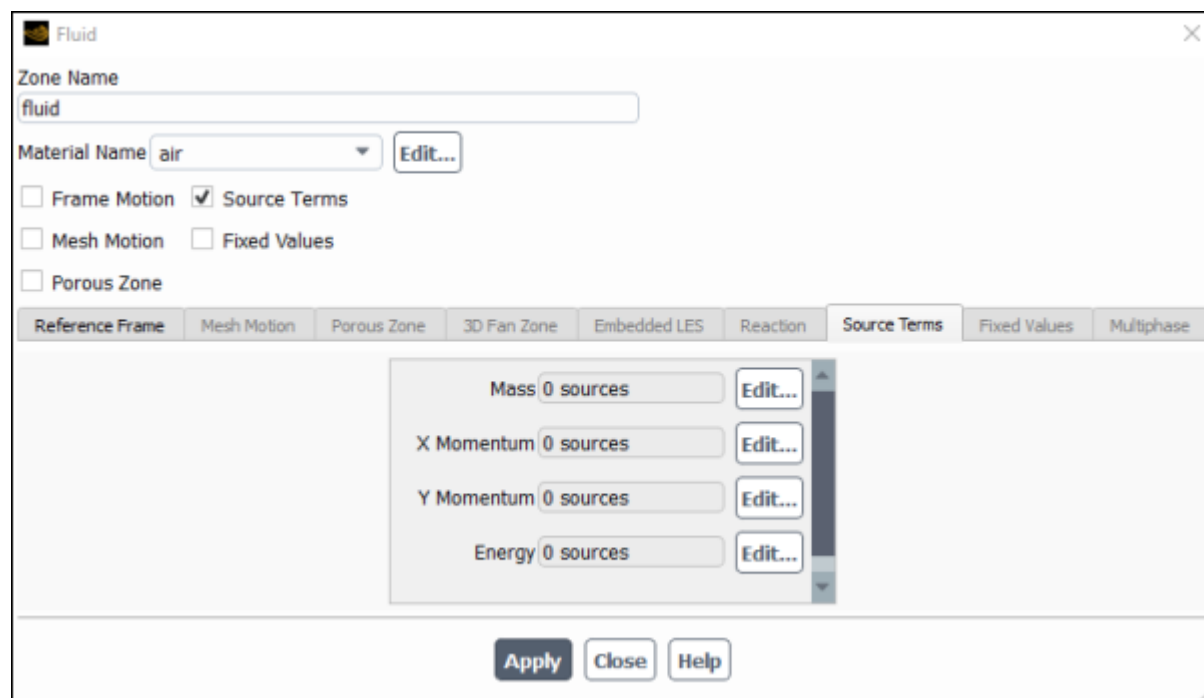 Fluid
Zone Name
fluid
Material Name air Edit...
Frame Motion Source Terms
Mesh Motion Fixed Values
Porous Zone
Reference Frame Mesh Motion Porous Zone 3D Fan Zone Embedded LES Reaction Source Terms Fixed Values Multiphase
Mass 0 sources Edit...
X Momentum 0 sources Edit...
Y Momentum 0 sources Edit...
Energy 0 sources Edit...
Apply Close Help